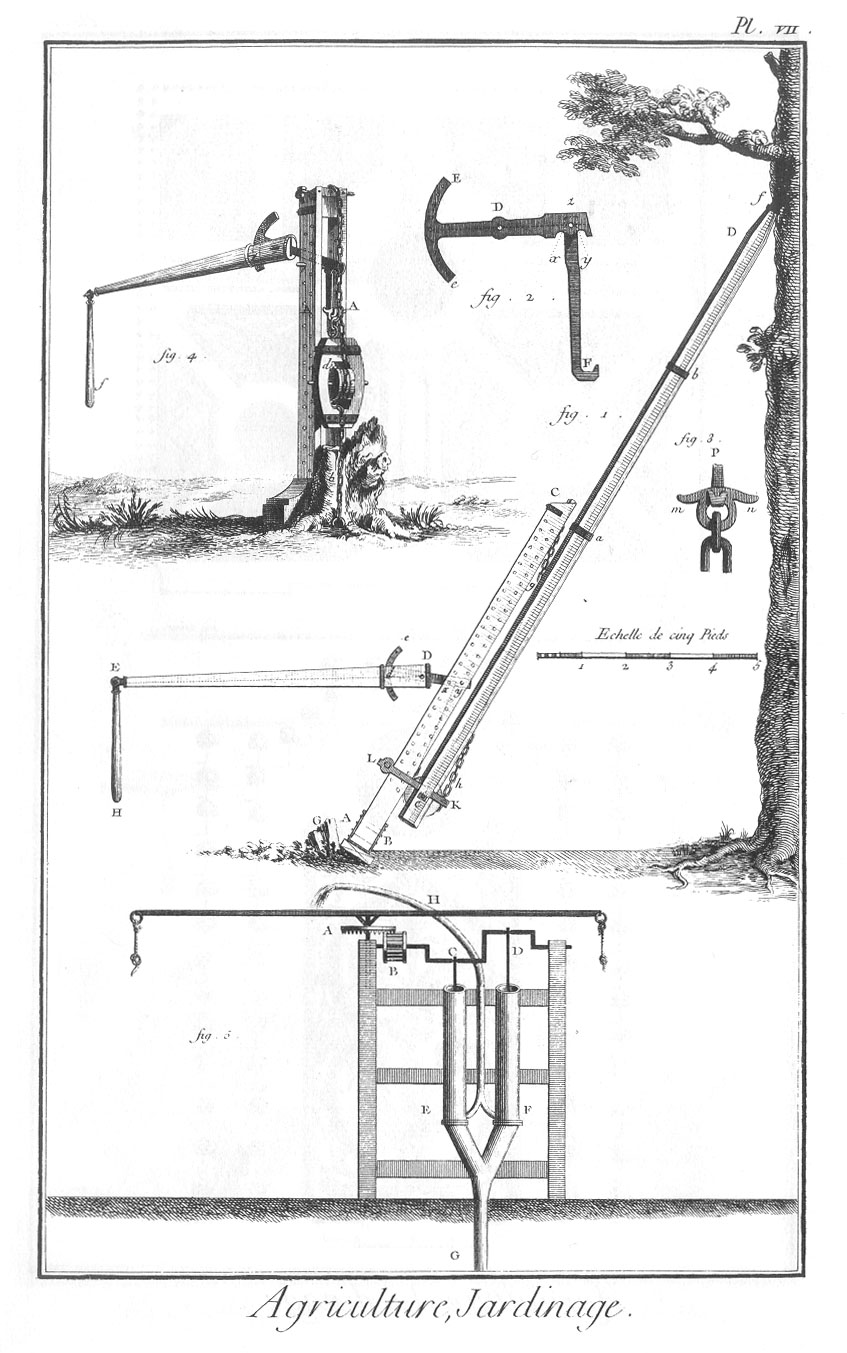 Pl. VII.
E
D
z
x
y
e
fig. 2.
F
f
D
A
A
fig. 4.
f
db
b
fig. 1.
fig. 3.
P
m
n
C
a
g
Echelle de cinq Pieds
1 2 3 4 5
E
e
D
d
L
h
c
K
H
G
A
B
H
A
B
C
D
fig. 5.
E
F
G
Agriculture, Jardinage.